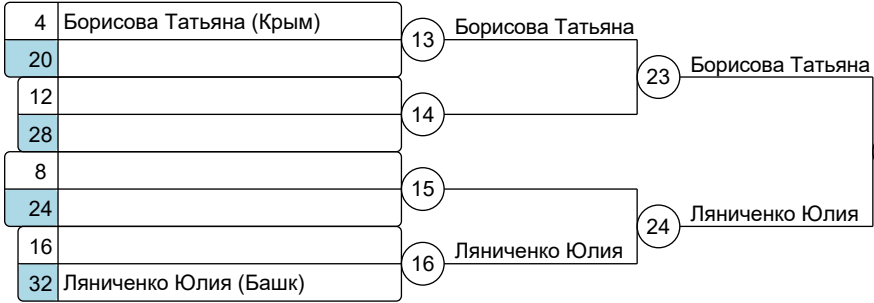 4 Борисова Татьяна (Крым)
20
12
28
8
24
16
32 Ляниченко Юлия (Башк)
13 Борисова Татьяна
14
15
16 Ляниченко Юлия
23 Борисова Татьяна
24 Ляниченко Юлия